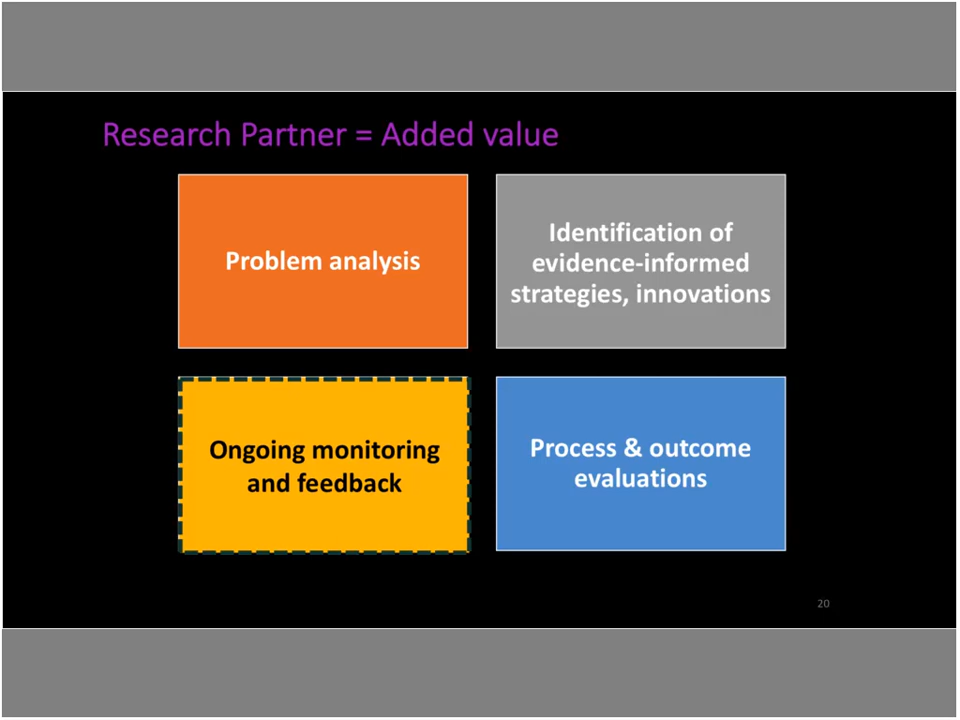 Research Partner = Added value
Problem analysis
Identification of
evidence-informed
strategies, innovations
Ongoing monitoring
and feedback
Process & outcome
evaluations
20